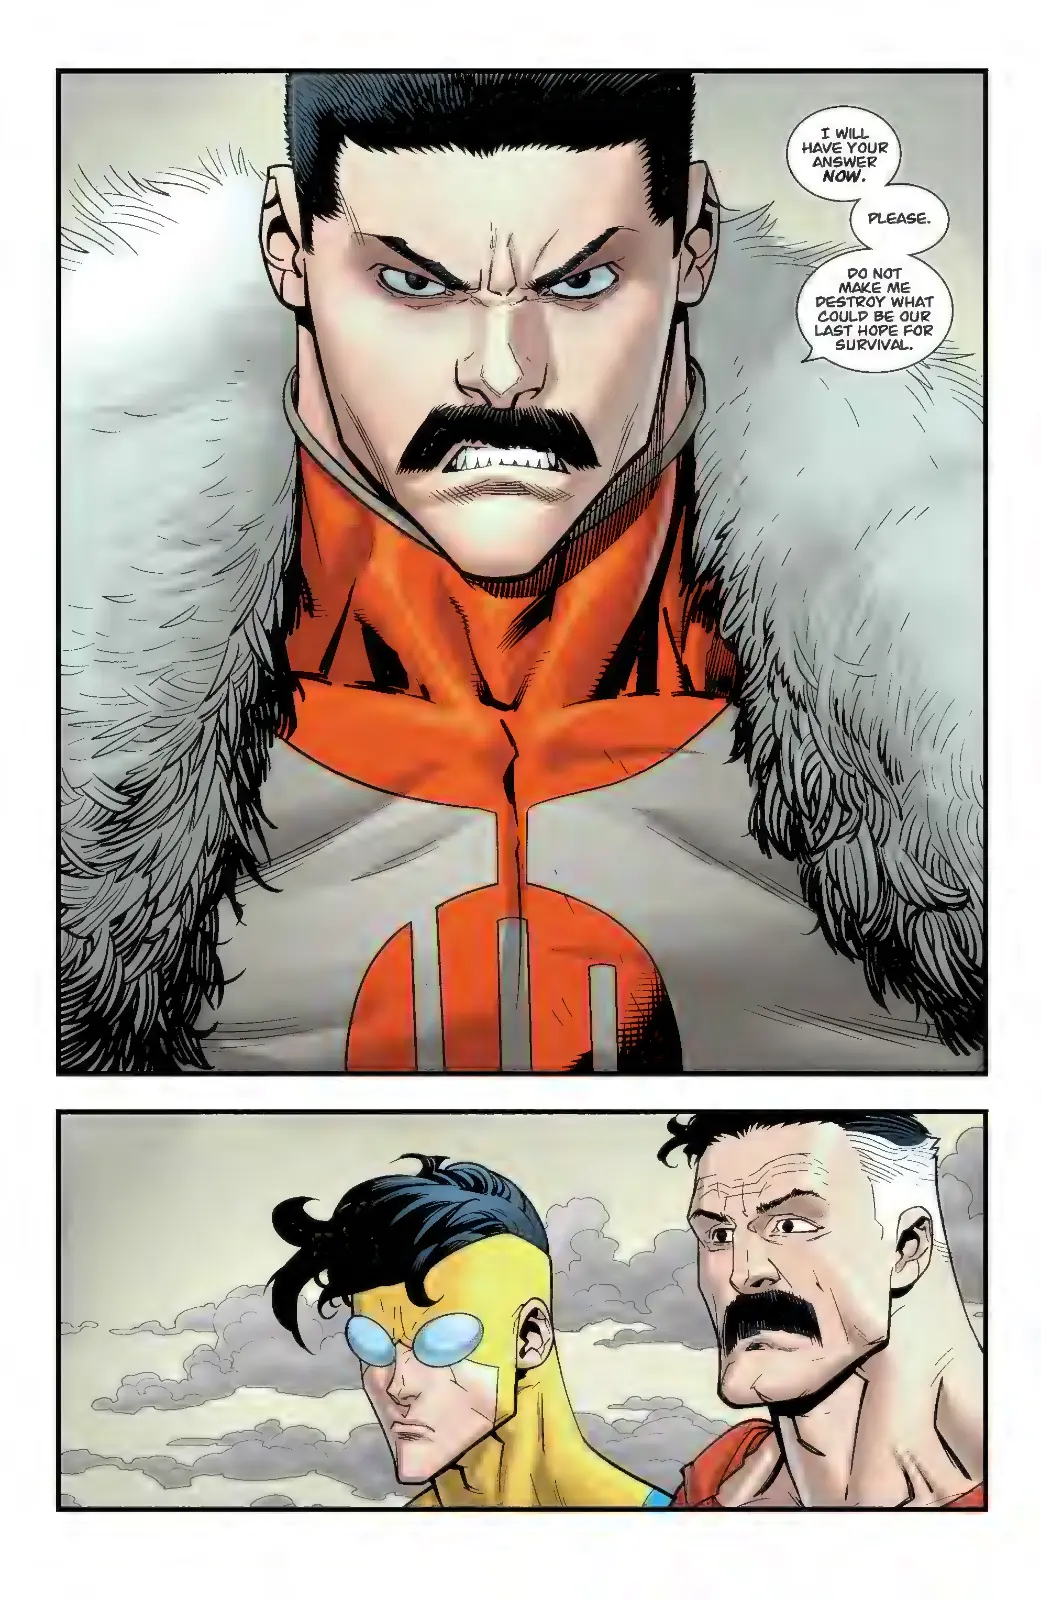 I WILL
HAVE YOUR
ANSWER
NOW.
PLEASE.
DO NOT
MAKE ME
DESTROY WHAT
COULD BE OUR
LAST HOPE FOR
SURVIVAL.